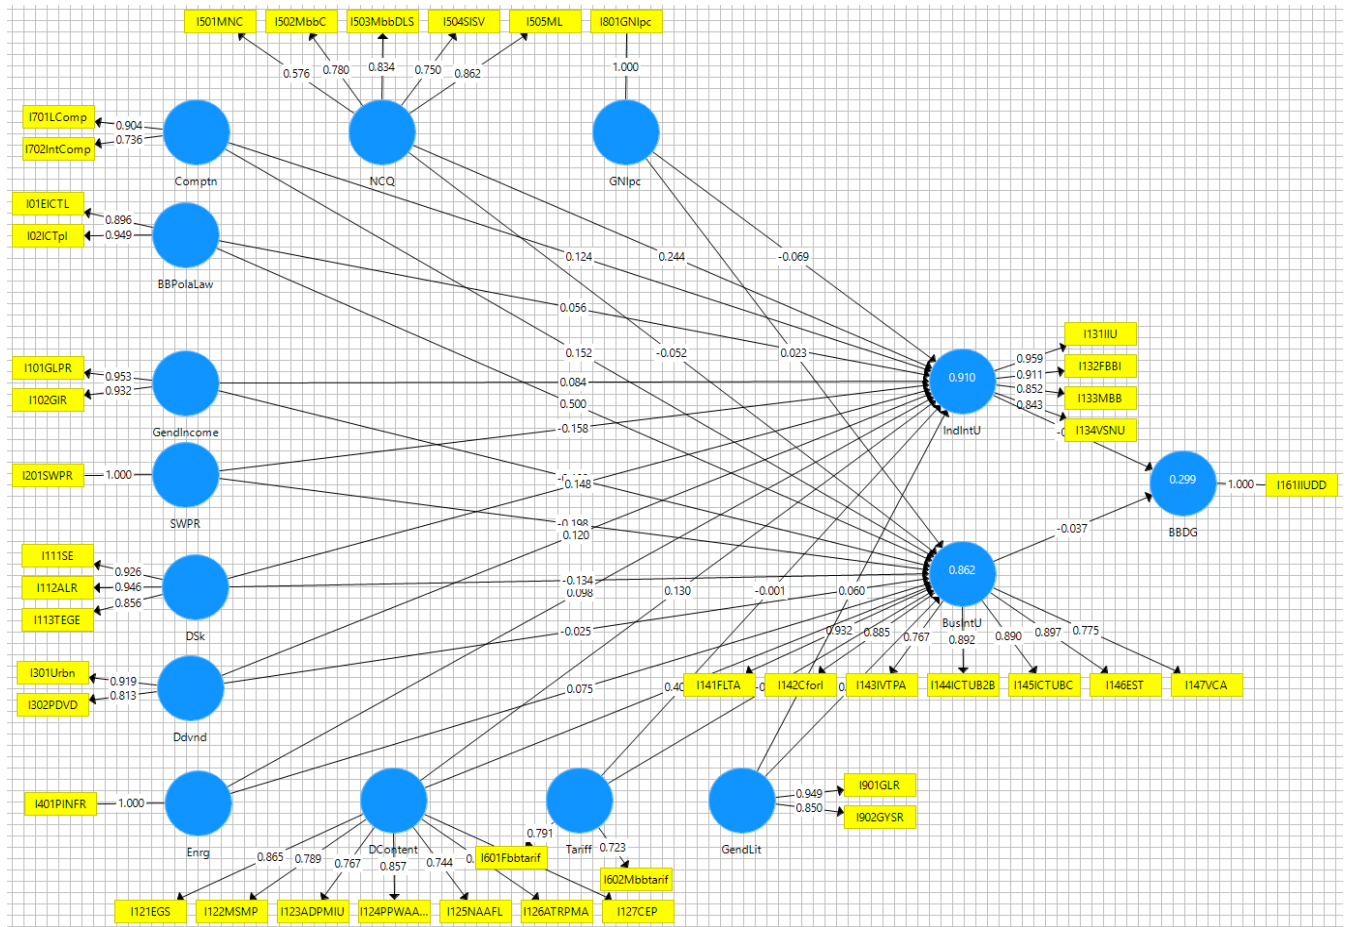 I501MNC I502MbbC I503MbbDLS I504SISV I505ML I801GNIpc
0.576 0.780 0.834 0.750 0.862 1.000
I701LComp 0.904
I702IntComp 0.736
Comptn NCQ GNIpc
I01EICTL 0.896
I02ICTpl 0.949
BBPolaLaw
0.124 0.244 -0.069
0.056
0.152 -0.052 0.023
I131IIU
0.959
I132FBBI
0.911
I133MBB
0.852
I134VSNU
0.843
I101GLPR 0.953
I102GIR 0.932
GendIncome
0.084 0.910
0.500
-0.158
IndIntU
I201SWPR 1.000
SWPR
0.148
0.299 1.000 I161IIUDD
BBDG
-0.198
0.120
-0.037
I111SE 0.926
I112ALR 0.946
I113TEGE 0.856
DSk
-0.134 0.862
0.098 0.130 -0.001 0.060
BusIntU
-0.025
0.932 0.885 0.767 0.892 0.890 0.897 0.775
I301Urbn 0.919
I302PDVD 0.813
Ddvnd
0.075
I141FLTA I142CforI I143IVTPA I144ICTUB2B I145ICTUBC I146EST I147VCA
I401PINFR 1.000
Enrg DContent Tariff GendLit
0.949 I901GLR
0.850 I902GYSR
0.791 0.723
0.865 0.789 0.767 0.857 0.744
I601Fbbtarif
I602Mbbtarif
I121EGS I122MSMP I123ADPMIU I124PPWAA... I125NAAFL I126ATRPMA I127CEP